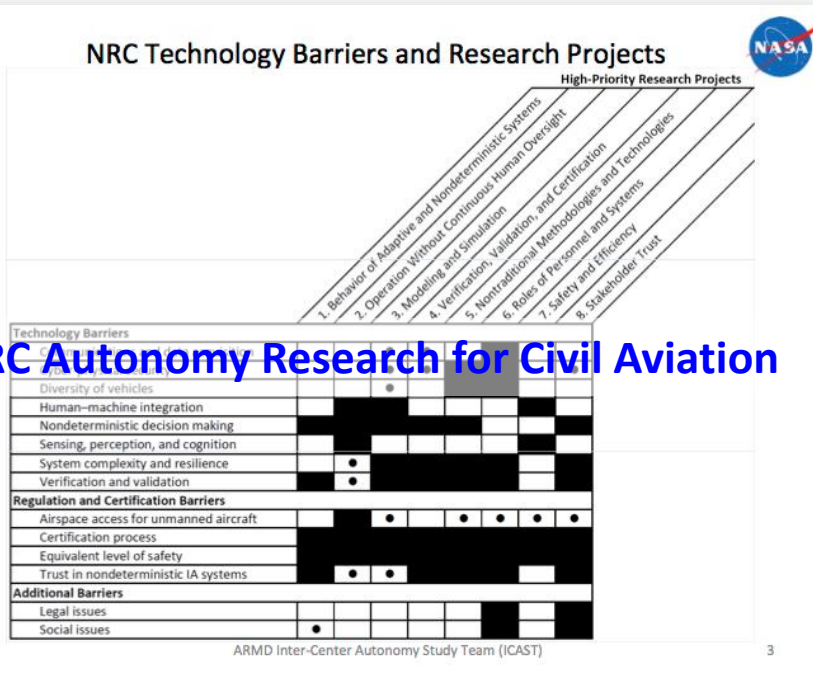 NRC Technology Barriers and Research Projects
NASA
High-Priority Research Projects
1. Behavior of Adaptive and Nondeterministic Systems
2. Operation Without Continuous Human Oversight
3. Modeling and Simulation
4. Verification, Validation, and Certification
5. Nontraditional Methodologies and Technologies
6. Roles of Personnel and Systems
7. Safety and Efficiency
8. Stakeholder Trust
Technology Barriers
RC Autonomy Research for Civil Aviation
Diversity of vehicles
Human–machine integration
Nondeterministic decision making
Sensing, perception, and cognition
System complexity and resilience
Verification and validation
Regulation and Certification Barriers
Airspace access for unmanned aircraft
Certification process
Equivalent level of safety
Trust in nondeterministic IA systems
Additional Barriers
Legal issues
Social issues
ARMD Inter-Center Autonomy Study Team (ICAST)
3